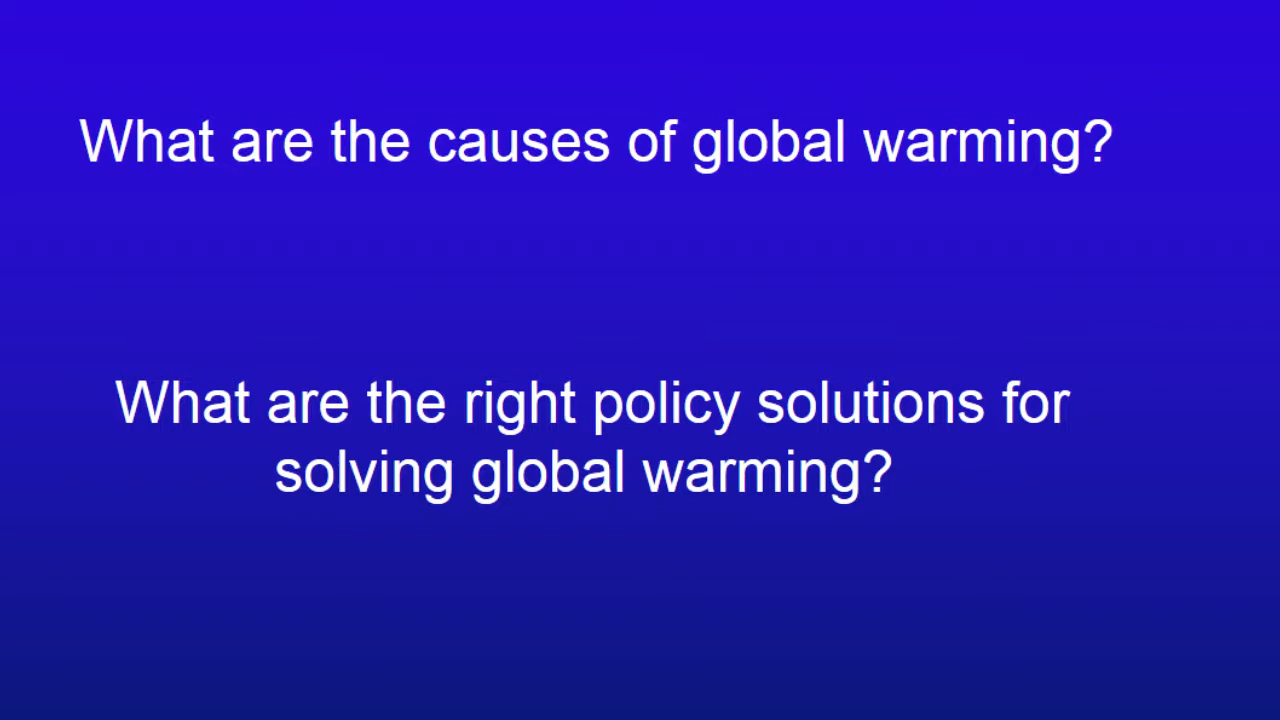 What are the causes of global warming?
What are the right policy solutions for
solving global warming?